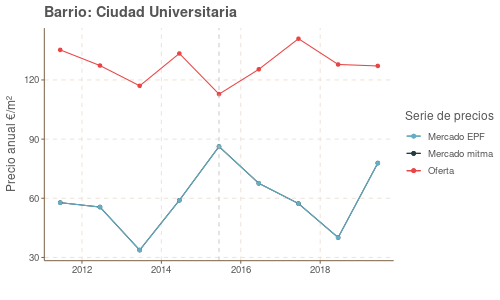 Barrio: Ciudad Universitaria
Precio anual €/m²
120
90
60
30
2012
2014
2016
2018
Serie de precios
Mercado EPF
Mercado mitma
Oferta